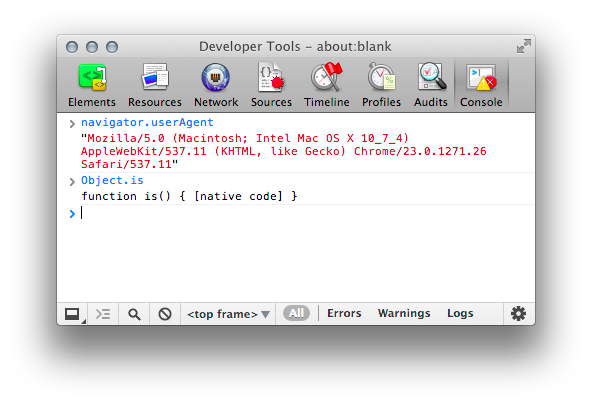 Developer Tools – about:blank
Elements Resources Network Sources Timeline Profiles Audits Console
> navigator.userAgent
"Mozilla/5.0 (Macintosh; Intel Mac OS X 10_7_4)
AppleWebKit/537.11 (KHTML, like Gecko) Chrome/23.0.1271.26
Safari/537.11"
> Object.is
function is() { [native code] }
>
<top frame> ▼ All Errors Warnings Logs